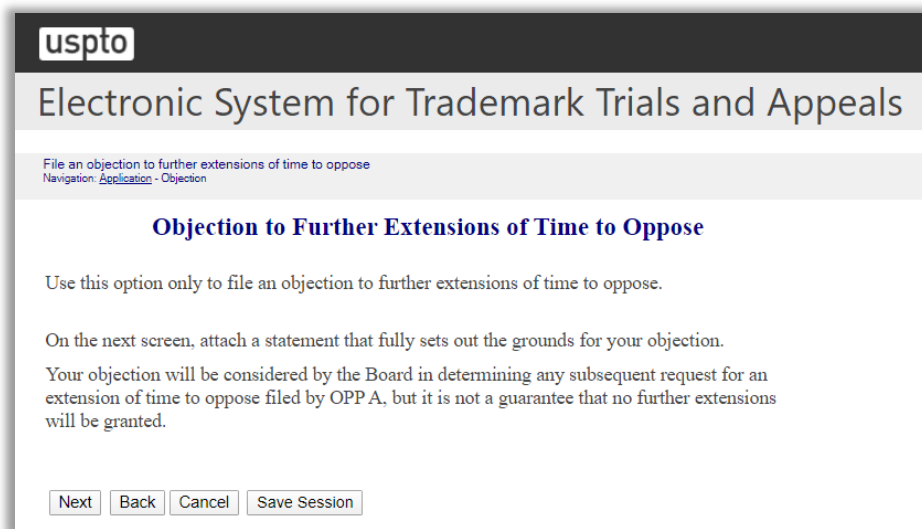 uspto
Electronic System for Trademark Trials and Appeals
File an objection to further extensions of time to oppose
Navigation: Application - Objection
Objection to Further Extensions of Time to Oppose
Use this option only to file an objection to further extensions of time to oppose.
On the next screen, attach a statement that fully sets out the grounds for your objection.
Your objection will be considered by the Board in determining any subsequent request for an
extension of time to oppose filed by OPP A, but it is not a guarantee that no further extensions
will be granted.
Next Back Cancel Save Session